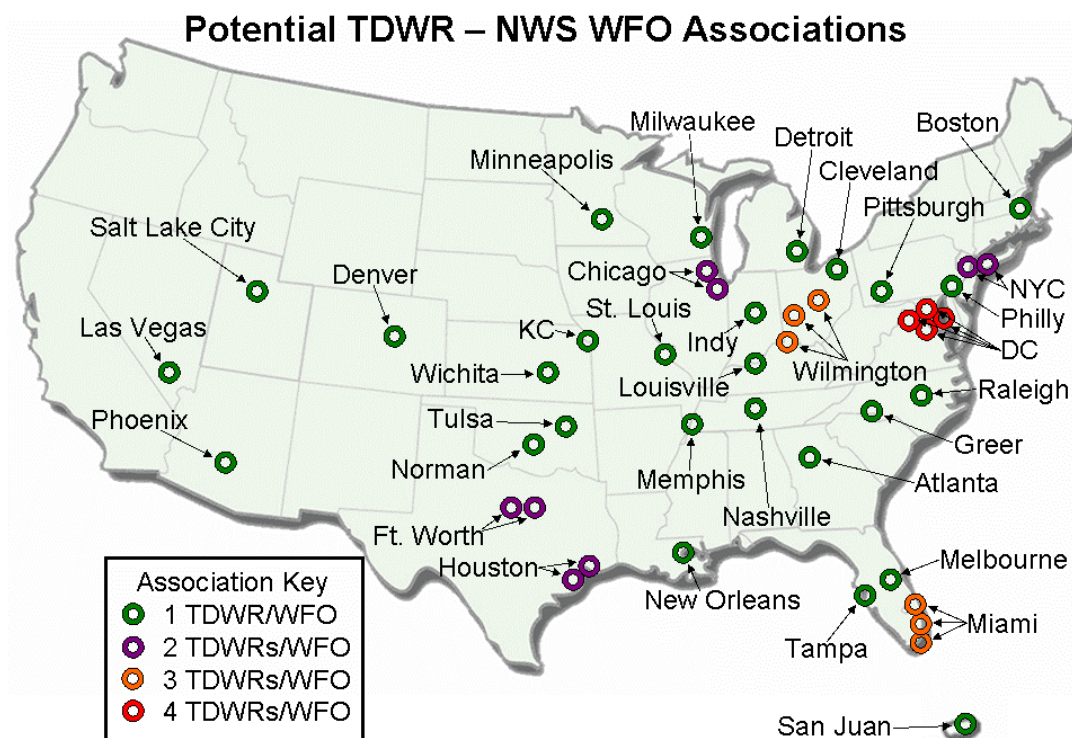 Potential TDWR – NWS WFO Associations
Milwaukee
Detroit
Boston
Minneapolis
Cleveland
Pittsburgh
Salt Lake City
Denver
Chicago
NYC
St. Louis
Las Vegas
KC
Indy
Philly
DC
Wichita
Louisville
Wilmington
Raleigh
Phoenix
Tulsa
Greer
Norman
Memphis
Atlanta
Nashville
Ft. Worth
Melbourne
Houston
New Orleans
Miami
Tampa
San Juan
Association Key
1 TDWR/WFO
2 TDWRs/WFO
3 TDWRs/WFO
4 TDWRs/WFO